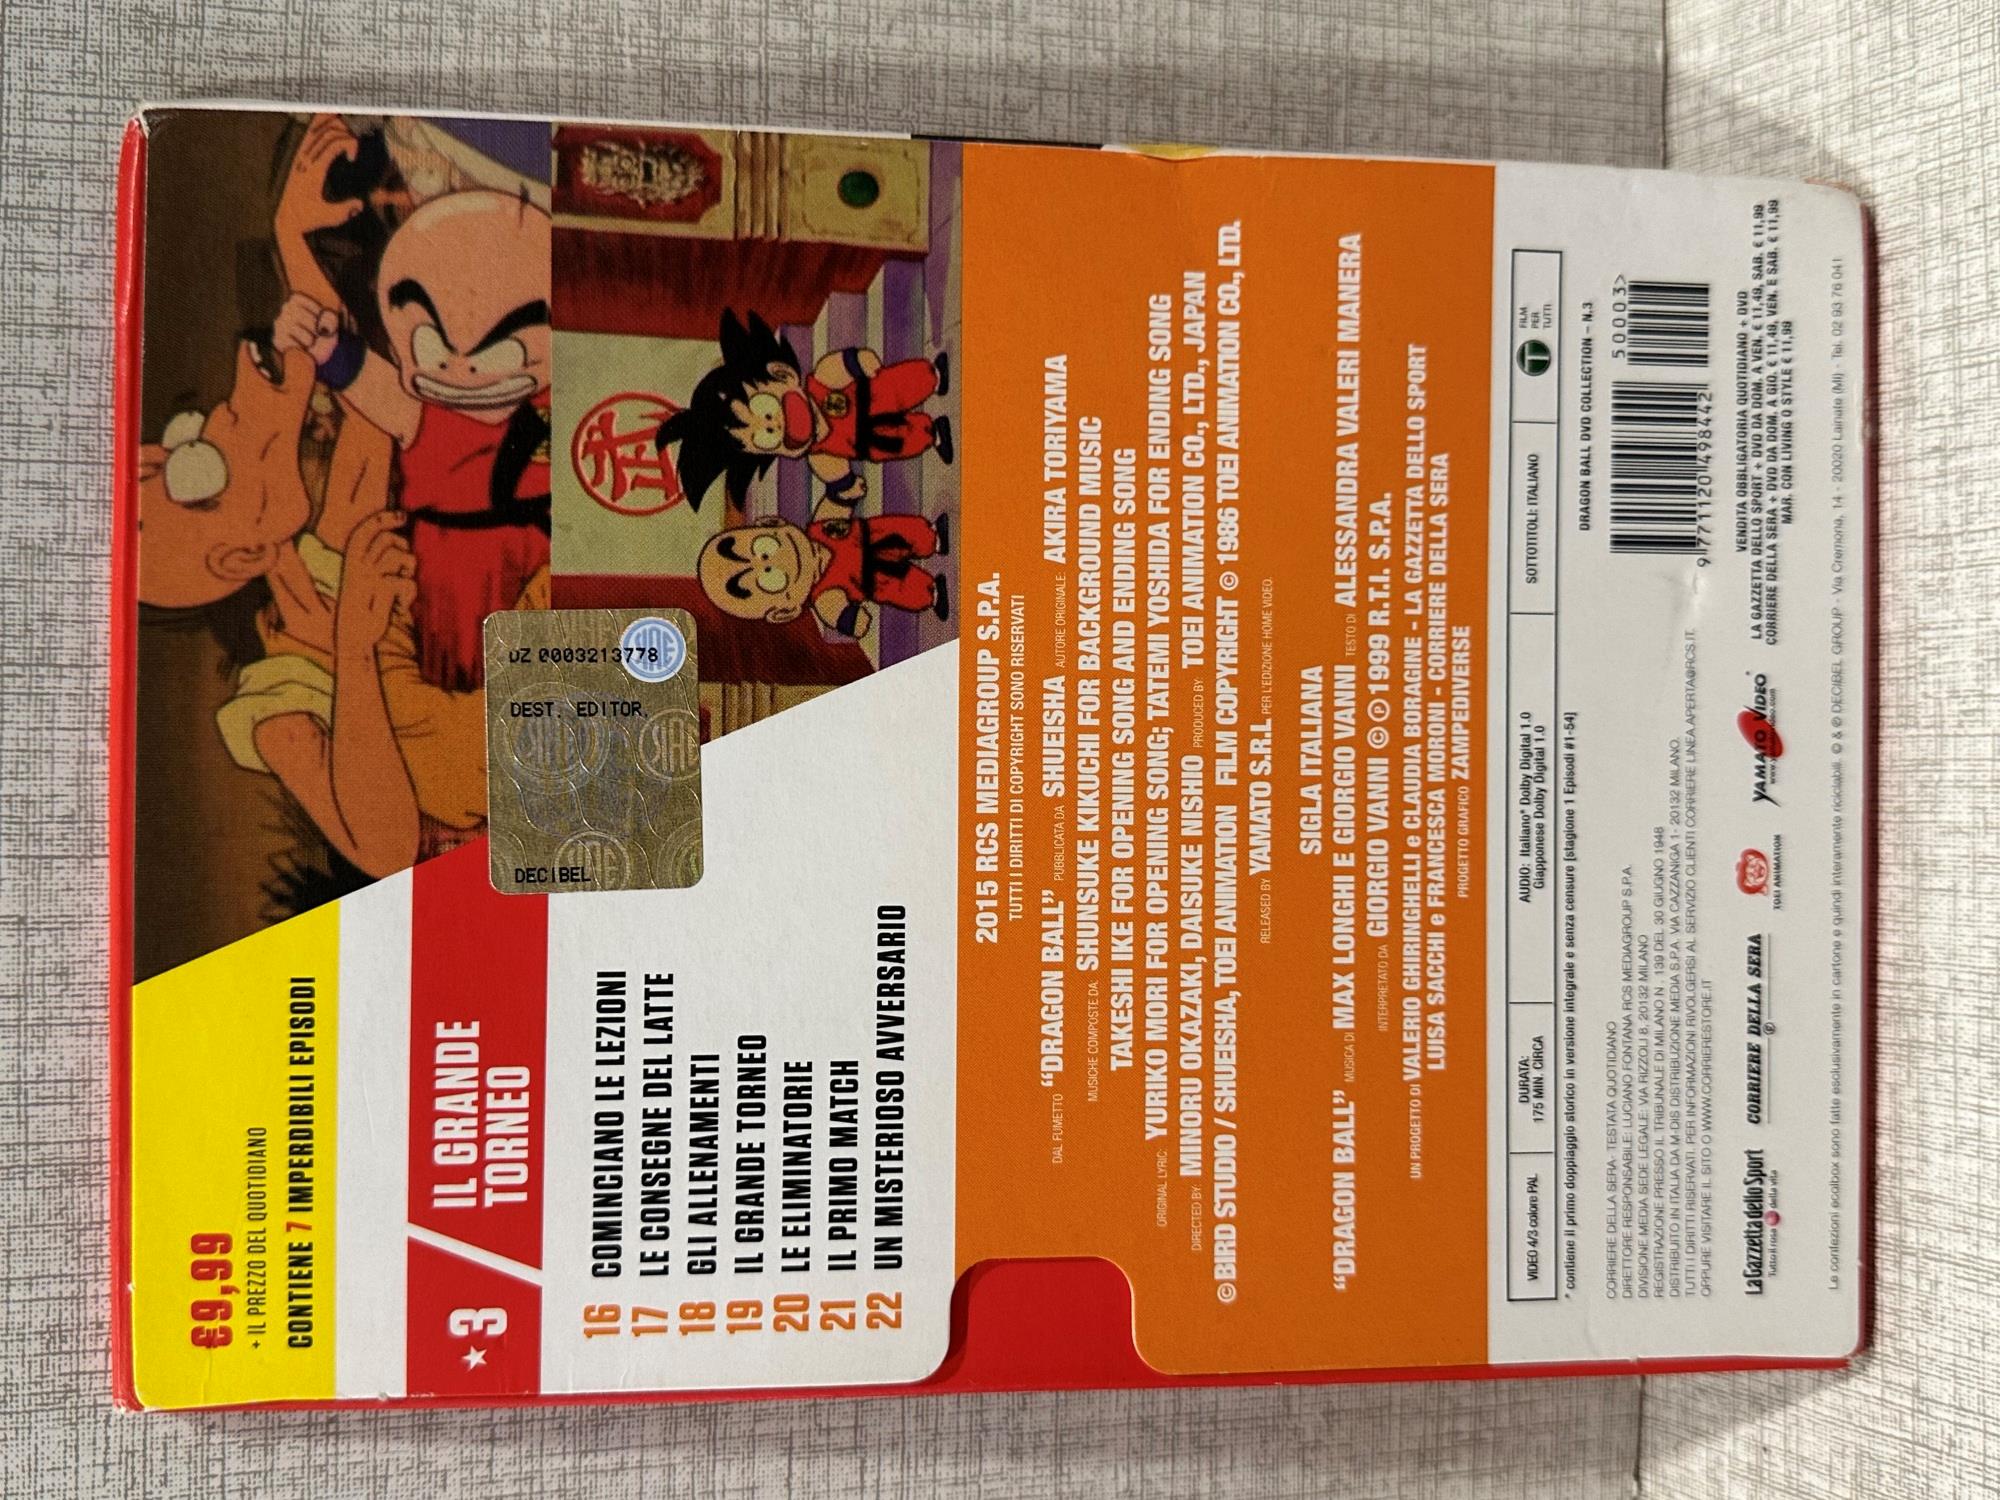 €9,99
+ IL PREZZO DEL QUOTIDIANO
CONTIENE 7 IMPERDIBILI EPISODI
★3
IL GRANDE
TORNEO
16 COMINCIANO LE LEZIONI
17 LE CONSEGNE DEL LATTE
18 GLI ALLENAMENTI
19 IL GRANDE TORNEO
20 LE ELIMINATORIE
21 IL PRIMO MATCH
22 UN MISTERIOSO AVVERSARIO
DECIBEL
DEST. EDITOR.
DZ 0003213778
SIAE
武
2015 RCS MEDIAGROUP S.P.A.
TUTTI I DIRITTI DI COPYRIGHT SONO RISERVATI
DAL FUMETTO "DRAGON BALL" PUBBLICATA DA SHUEISHA AUTORE ORIGINALE: AKIRA TORIYAMA
MUSICHE COMPOSTE DA SHUNSUKE KIKUCHI FOR BACKGROUND MUSIC
TAKESHI IKE FOR OPENING SONG AND ENDING SONG
ORIGINAL LYRIC: YURIKO MORI FOR OPENING SONG; TATEMI YOSHIDA FOR ENDING SONG
DIRECTED BY: MINORU OKAZAKI, DAISUKE NISHIO PRODUCED BY: TOEI ANIMATION CO., LTD., JAPAN
© BIRD STUDIO / SHUEISHA, TOEI ANIMATION FILM COPYRIGHT © 1986 TOEI ANIMATION CO., LTD.
RELEASED BY YAMATO S.R.L PER L'EDIZIONE HOME VIDEO.
SIGLA ITALIANA
"DRAGON BALL" MUSICA DI MAX LONGHI E GIORGIO VANNI TESTO DI ALESSANDRA VALERI MANERA
INTERPRETATO DA GIORGIO VANNI © ℗ 1999 R.T.I. S.P.A.
UN PROGETTO DI VALERIO GHIRINGHELLI e CLAUDIA BORAGINE - LA GAZZETTA DELLO SPORT
LUISA SACCHI e FRANCESCA MORONI - CORRIERE DELLA SERA
PROGETTO GRAFICO ZAMPEDIVERSE
VIDEO 4/3 colore PAL
DURATA:
175 MIN. CIRCA
AUDIO: Italiano* Dolby Digital 1.0
Giapponese Dolby Digital 1.0
SOTTOTITOLI: ITALIANO
T FILM
PER
TUTTI
* contiene il primo doppiaggio storico in versione integrale e senza censure [stagione 1 Episodi #1-54]
CORRIERE DELLA SERA- TESTATA QUOTIDIANO
DIRETTORE RESPONSABILE: LUCIANO FONTANA RCS MEDIAGROUP S.P.A.
DIVISIONE MEDIA SEDE LEGALE: VIA RIZZOLI 8, 20132 MILANO
REGISTRAZIONE PRESSO IL TRIBUNALE DI MILANO N. 139 DEL 30 GIUGNO 1948
DISTRIBUITO IN ITALIA DA M-DIS DISTRIBUZIONE MEDIA S.P.A. VIA CAZZANIGA 1 - 20132 MILANO.
TUTTI I DIRITTI RISERVATI. PER INFORMAZIONI RIVOLGERSI AL SERVIZIO CLIENTI CORRIERE LINEA.APERTA@RCS.IT.
OPPURE VISITARE IL SITO O WWW.CORRIERESTORE.IT
DRAGON BALL DVD COLLECTION – N.3
50003>
9 771120 498442
VENDITA OBBLIGATORIA QUOTIDIANO + DVD
LA GAZZETTA DELLO SPORT + DVD DA DOM. A VEN. € 11,49, SAB. € 11,99
CORRIERE DELLA SERA + DVD DA DOM. A GIO. € 11,49, VEN. E SAB. € 11,99
MAR. CON LIVING O STYLE € 11,99
La Gazzetta dello Sport
Tutto il rosa della vita
CORRIERE DELLA SERA
TOEI ANIMATION
YAMATO VIDEO
Le confezioni ecolbox sono fatte esclusivamente in cartone e quindi interamente riciclabili. © & ℗ DECIBEL GROUP - Via Cremona, 14 - 20020 Lainate (MI) - Tel. 02 93 76 041